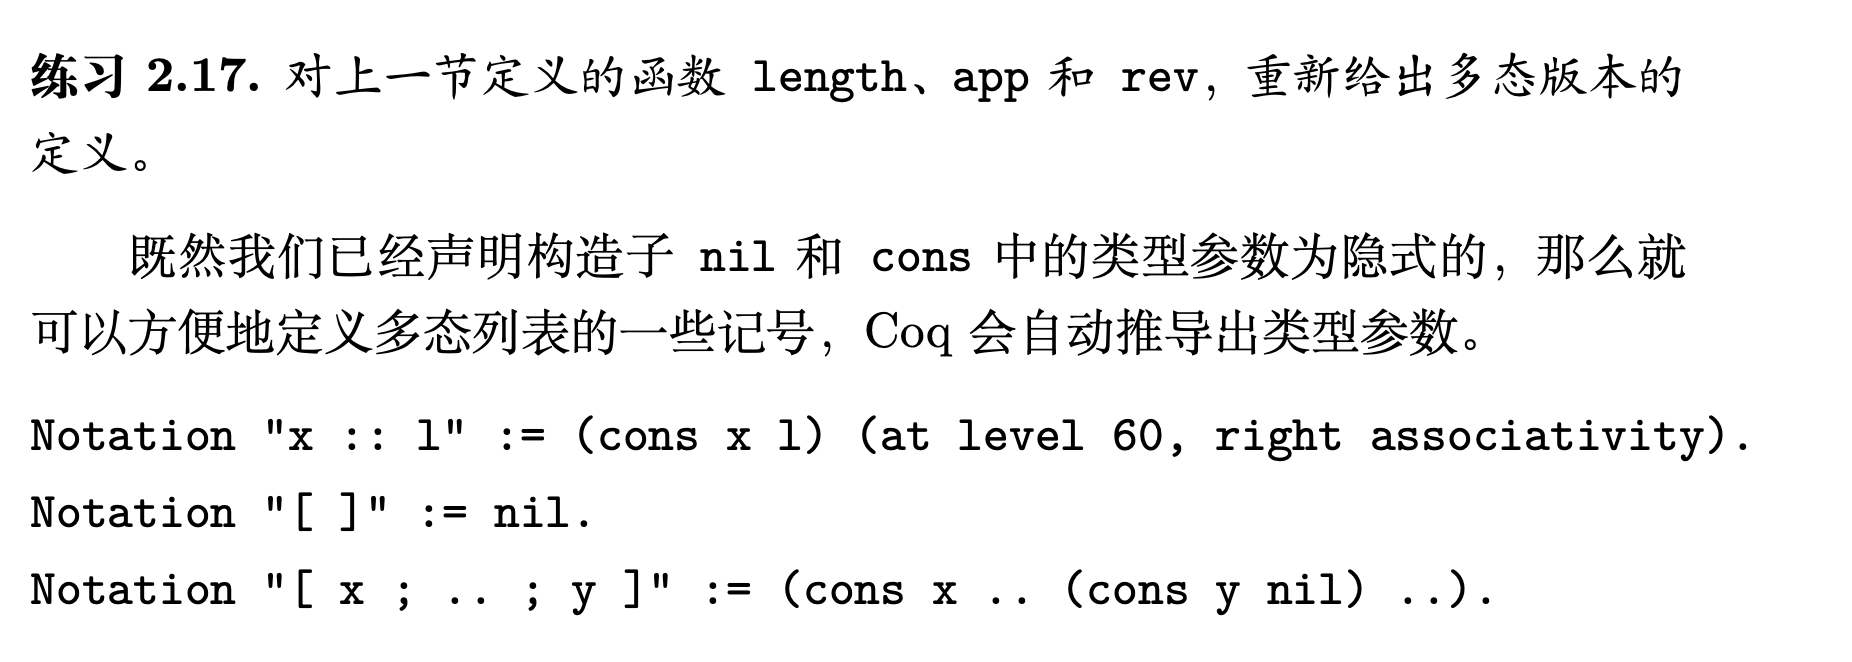 练习 2.17. 对上一节定义的函数 length、app 和 rev，重新给出多态版本的
定义。
既然我们已经声明构造子 nil 和 cons 中的类型参数为隐式的，那么就
可以方便地定义多态列表的一些记号，Coq 会自动推导出类型参数。
Notation "x :: l" := (cons x l) (at level 60, right associativity).
Notation "[ ]" := nil.
Notation "[ x ; .. ; y ]" := (cons x .. (cons y nil) ..).